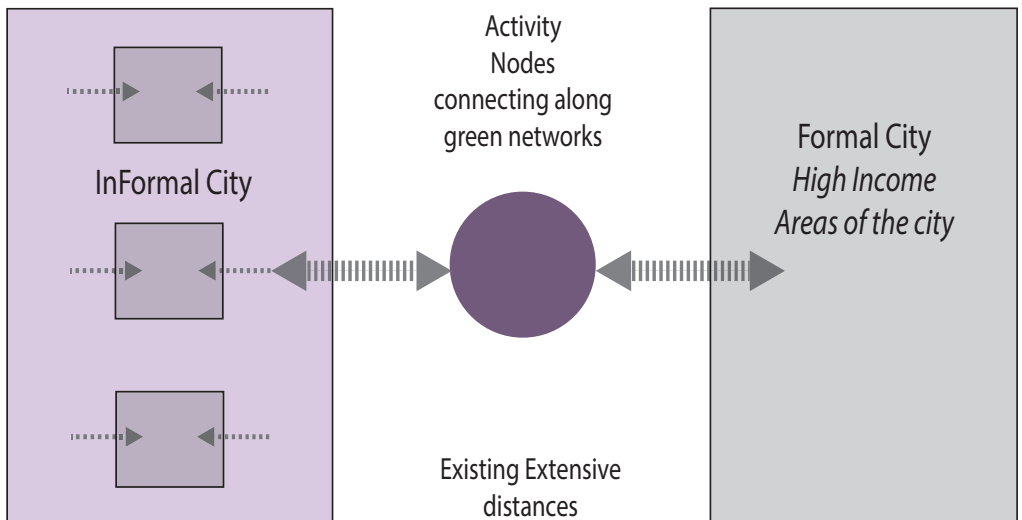 InFormal City
Activity
Nodes
connecting along
green networks
Existing Extensive
distances
Formal City
High Income
Areas of the city